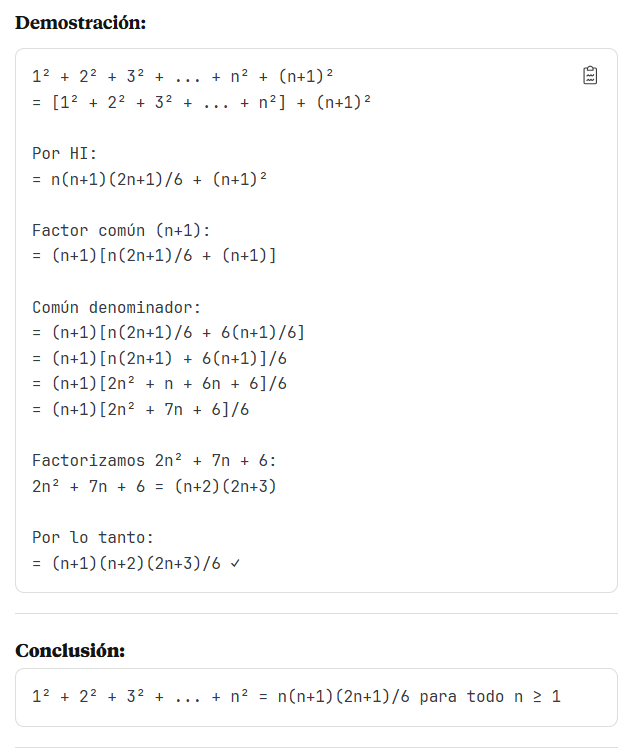 Demostración:
1² + 2² + 3² + ... + n² + (n+1)²
= [1² + 2² + 3² + ... + n²] + (n+1)²
Por HI:
= n(n+1)(2n+1)/6 + (n+1)²
Factor común (n+1):
= (n+1)[n(2n+1)/6 + (n+1)]
Común denominador:
= (n+1)[n(2n+1)/6 + 6(n+1)/6]
= (n+1)[n(2n+1) + 6(n+1)]/6
= (n+1)[2n² + n + 6n + 6]/6
= (n+1)[2n² + 7n + 6]/6
Factorizamos 2n² + 7n + 6:
2n² + 7n + 6 = (n+2)(2n+3)
Por lo tanto:
= (n+1)(n+2)(2n+3)/6 ✓
Conclusión:
1² + 2² + 3² + ... + n² = n(n+1)(2n+1)/6 para todo n ≥ 1